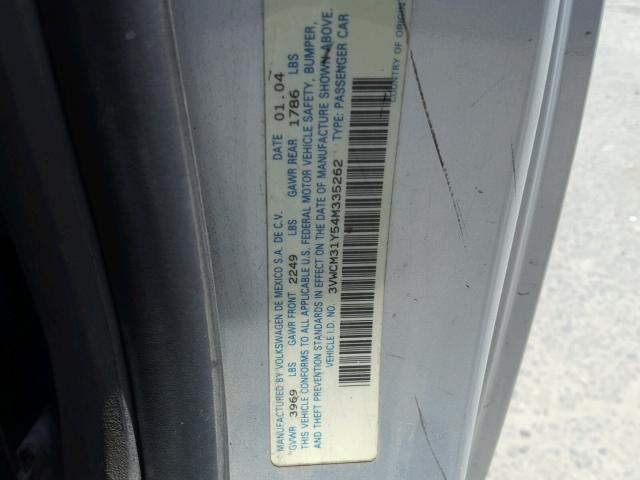 MANUFACTURED BY VOLKSWAGEN DE MEXICO S.A. DE C.V. DATE 01.04
GVWR 3969 LBS GAWR FRONT 2249 LBS GAWR REAR 1786 LBS
THIS VEHICLE CONFORMS TO ALL APPLICABLE U.S. FEDERAL MOTOR VEHICLE SAFETY, BUMPER,
AND THEFT PREVENTION STANDARDS IN EFFECT ON THE DATE OF MANUFACTURE SHOWN ABOVE.
VEHICLE I.D. NO. 3VWCM31Y54M335262 TYPE: PASSENGER CAR
COUNTRY OF ORIGIN